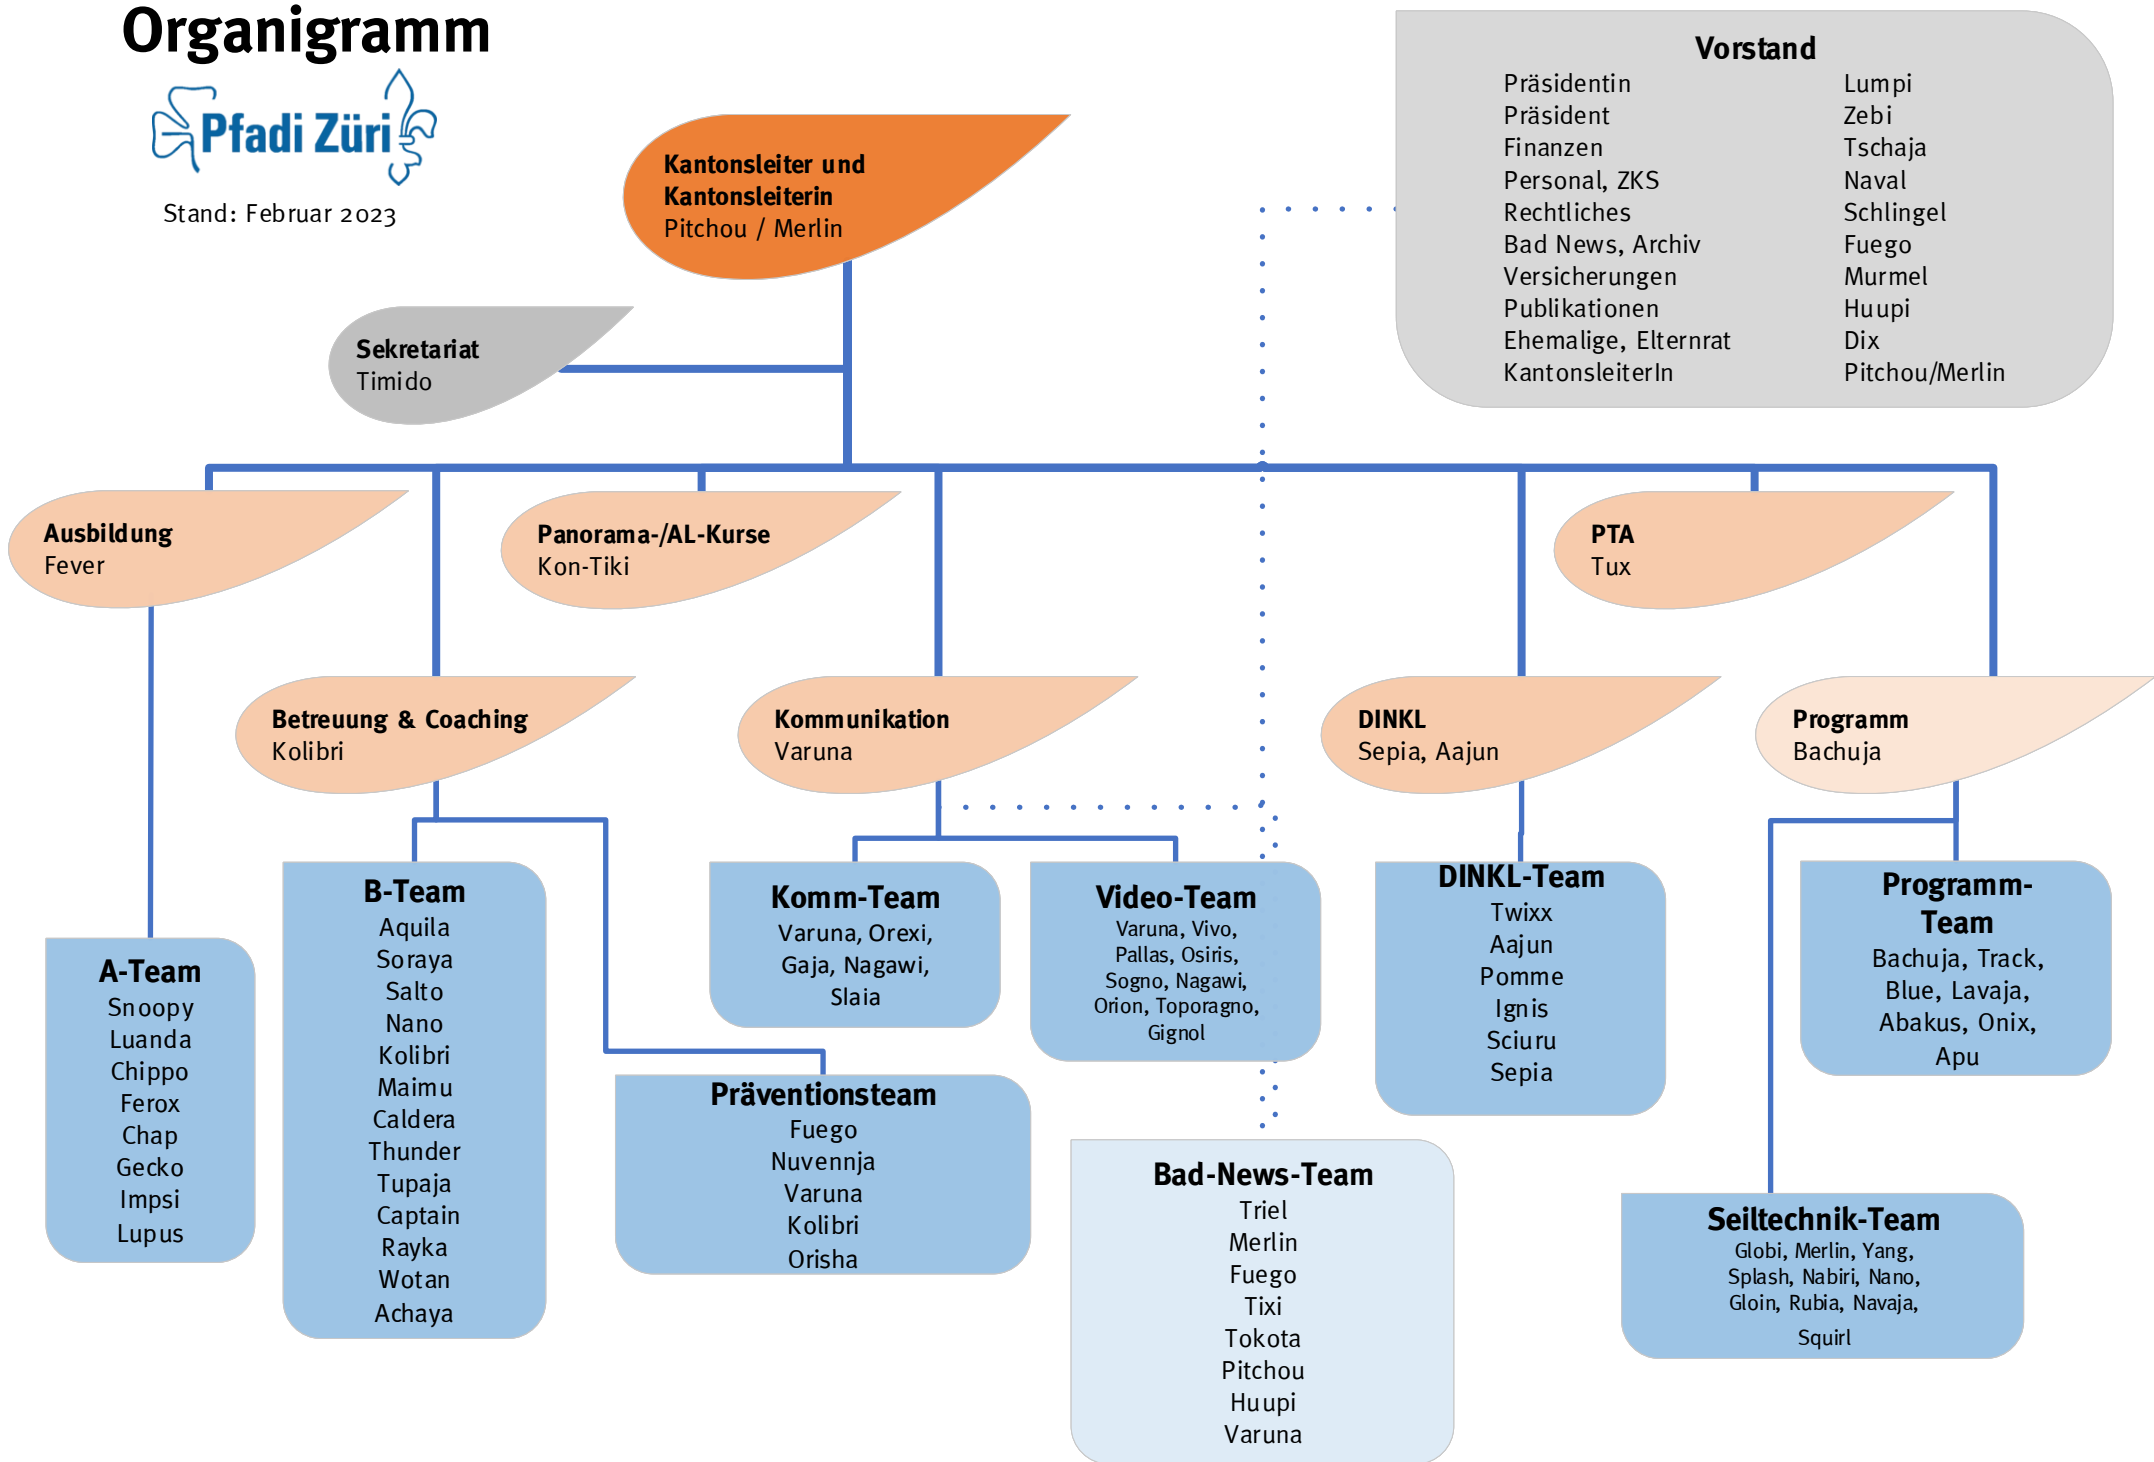 Organigramm
Pfadi Züri
Stand: Februar 2023
Vorstand
Präsidentin Lumpi
Präsident Zebi
Finanzen Tschaja
Personal, ZKS Naval
Rechtliches Schlingel
Bad News, Archiv Fuego
Versicherungen Murmel
Publikationen Huupi
Ehemalige, Elternrat Dix
KantonsleiterIn Pitchou/Merlin
Kantonsleiter und
Kantonsleiterin
Pitchou / Merlin
Sekretariat
Timido
Ausbildung
Fever
Panorama-/AL-Kurse
Kon-Tiki
PTA
Tux
Betreuung & Coaching
Kolibri
Kommunikation
Varuna
DINKL
Sepia, Aajun
Programm
Bachuja
A-Team
Snoopy
Luanda
Chippo
Ferox
Chap
Gecko
Impsi
Lupus
B-Team
Aquila
Soraya
Salto
Nano
Kolibri
Maimu
Caldera
Thunder
Tupaja
Captain
Rayka
Wotan
Achaya
Präventionsteam
Fuego
Nuvennja
Varuna
Kolibri
Orisha
Komm-Team
Varuna, Orexi,
Gaja, Nagawi,
Slaia
Video-Team
Varuna, Vivo,
Pallas, Osiris,
Sogno, Nagawi,
Orion, Toporagno,
Gignol
Bad-News-Team
Triel
Merlin
Fuego
Tixi
Tokota
Pitchou
Huupi
Varuna
DINKL-Team
Twixx
Aajun
Pomme
Ignis
Sciuru
Sepia
Programm-
Team
Bachuja, Track,
Blue, Lavaja,
Abakus, Onix,
Apu
Seiltechnik-Team
Globi, Merlin, Yang,
Splash, Nabiri, Nano,
Gloin, Rubia, Navaja,
Squirl